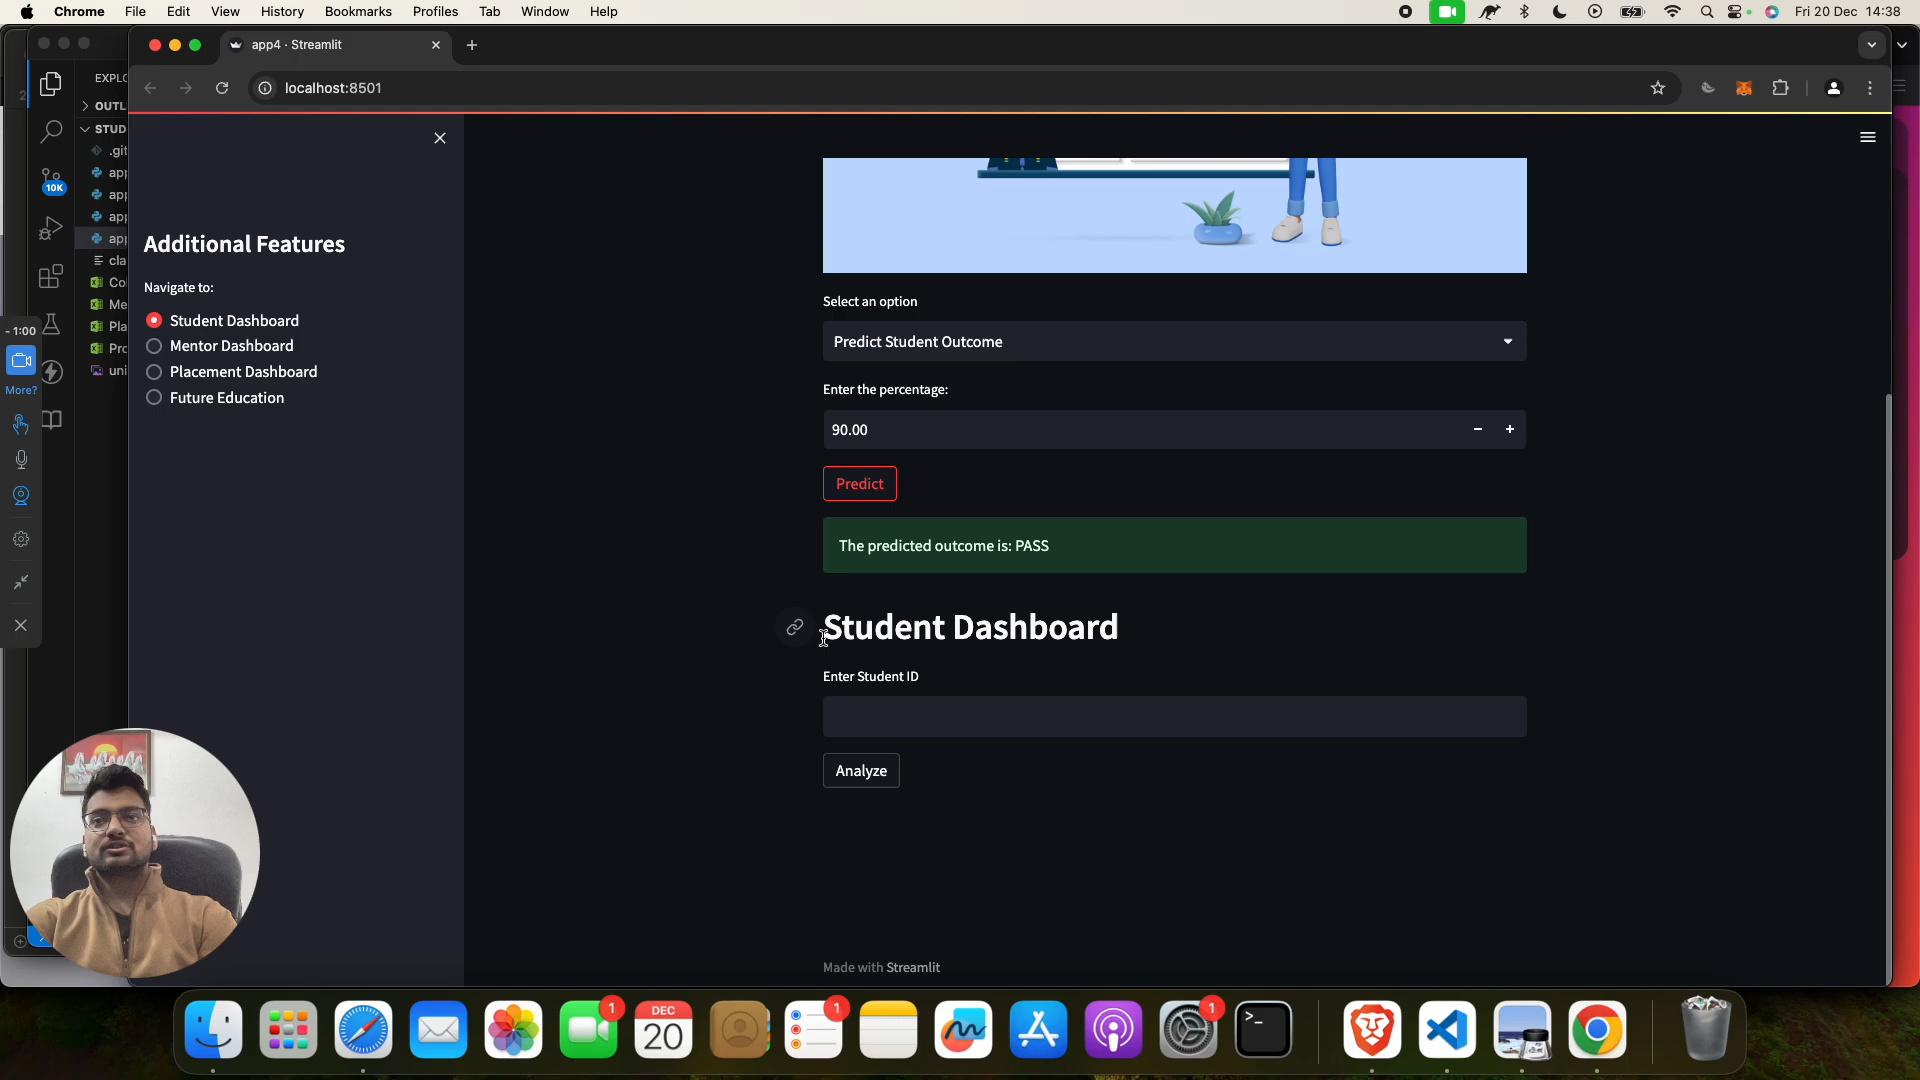 Chrome File Edit View History Bookmarks Profiles Tab Window Help Fri 20 Dec 14:38
app4 · Streamlit
localhost:8501
EXPLO
OUTL
STUD
.git
app
app
app
app
cla
Co
Me
Pla
Pro
uni
10K
- 1:00
More?
Additional Features
Navigate to:
Student Dashboard
Mentor Dashboard
Placement Dashboard
Future Education
Select an option
Predict Student Outcome
Enter the percentage:
90.00
Predict
The predicted outcome is: PASS
Student Dashboard
Enter Student ID
Analyze
Made with Streamlit
1
DEC
20
1
1